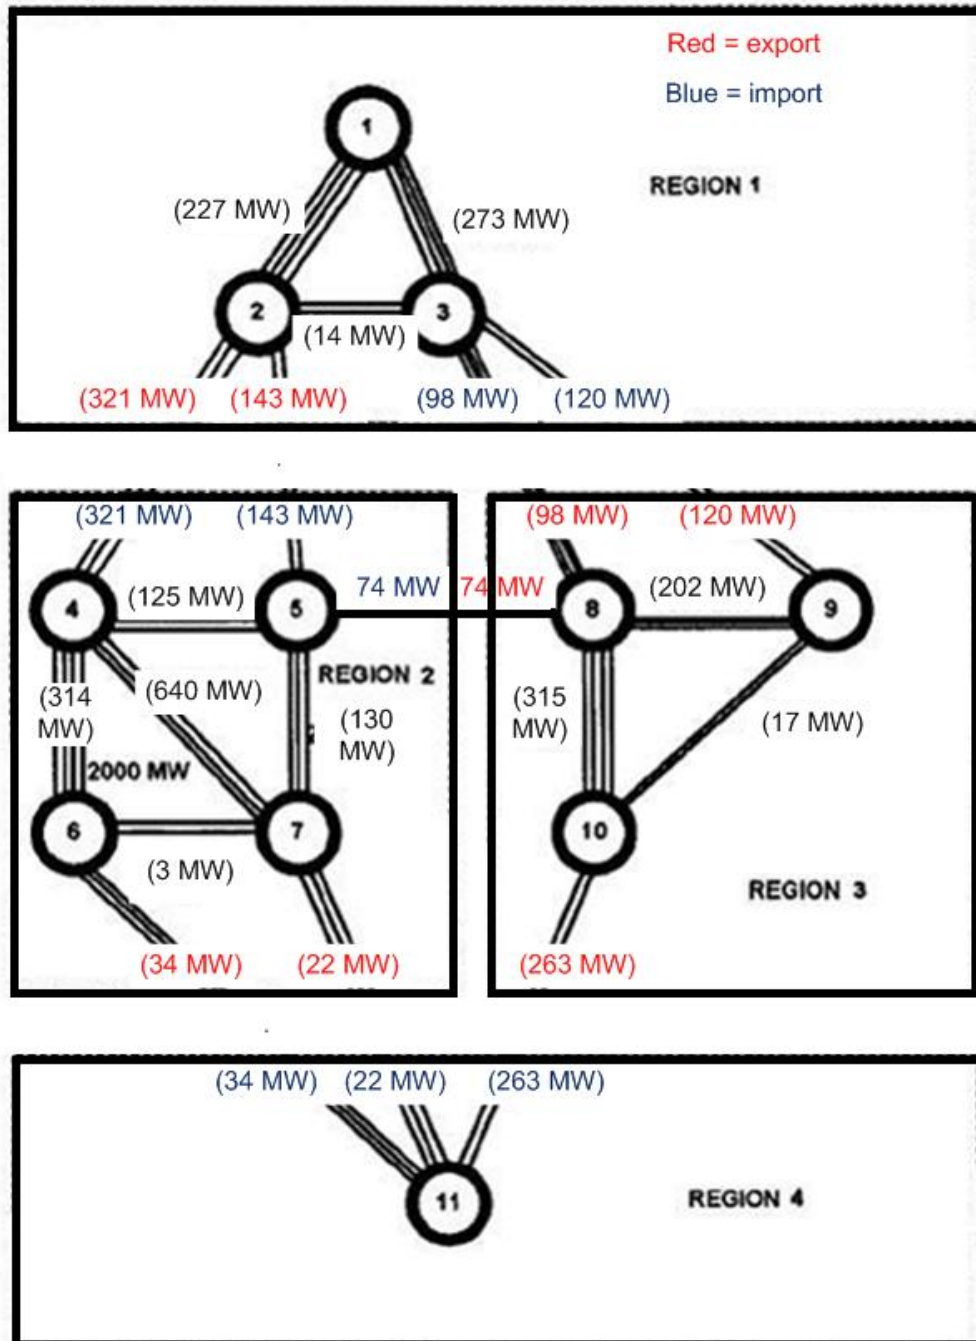 Red = export
Blue = import
1
REGION 1
(227 MW)
(273 MW)
2
3
(14 MW)
(321 MW) (143 MW) (98 MW) (120 MW)
(321 MW) (143 MW)
(98 MW) (120 MW)
4
(125 MW)
5
74 MW
74 MW
8
(202 MW)
9
REGION 2
(314
MW)
(640 MW)
(130
MW)
(315
MW)
(17 MW)
2000 MW
6
7
10
(3 MW)
REGION 3
(34 MW) (22 MW)
(263 MW)
(34 MW) (22 MW) (263 MW)
11
REGION 4